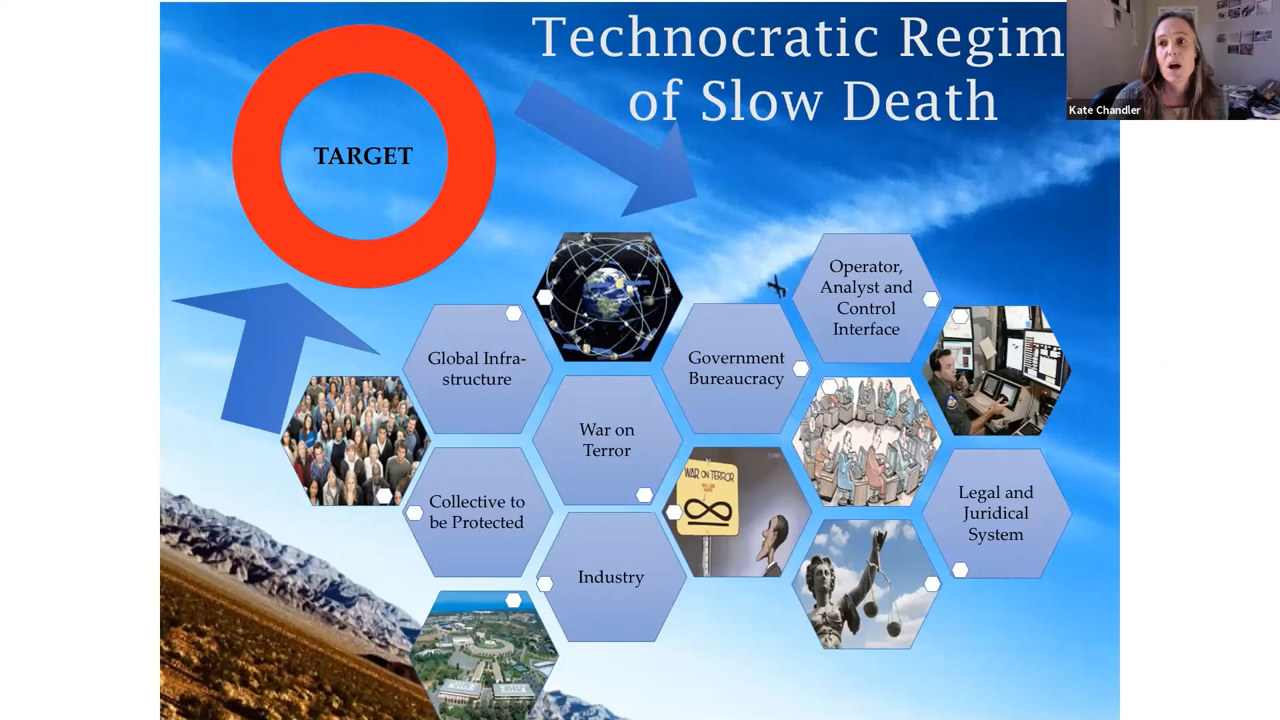 Technocratic Regim
of Slow Death
Kate Chandler
TARGET
Operator,
Analyst and
Control
Interface
Global Infra-
structure
Government
Bureaucracy
War on
Terror
WAR ON TERROR
Collective to
be Protected
Legal and
Juridical
System
Industry